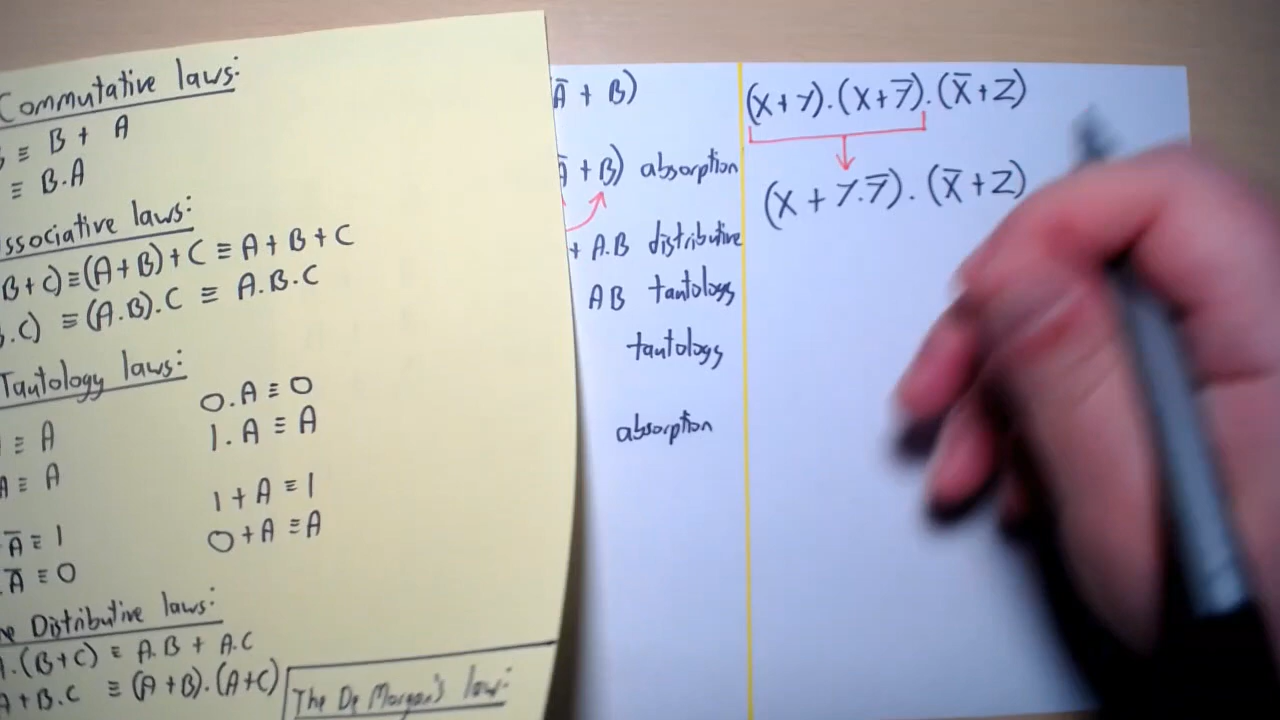 Commutative laws:
≡ B + A
≡ B.A
ssociative laws:
B+C)≡(A+B)+C ≡ A+B+C
.C) ≡(A.B).C ≡ A.B.C
Tautology laws:
≡ A
A ≡ A
A̅ ≡ 1
A̅ ≡ 0
0.A ≡ 0
1.A ≡ A
1+A ≡ 1
0+A ≡ A
e Distributive laws:
A.(B+C) ≡ A.B + A.C
A+B.C ≡ (A+B).(A+C)
The De Morgan's law:
A̅ + B)
A̅ + B) absorption
+ A.B distributive
AB tautology
tautology
absorption
(X+Y).(X+Y̅).(X̅+Z)
(X + Y.Y̅).(X̅+Z)